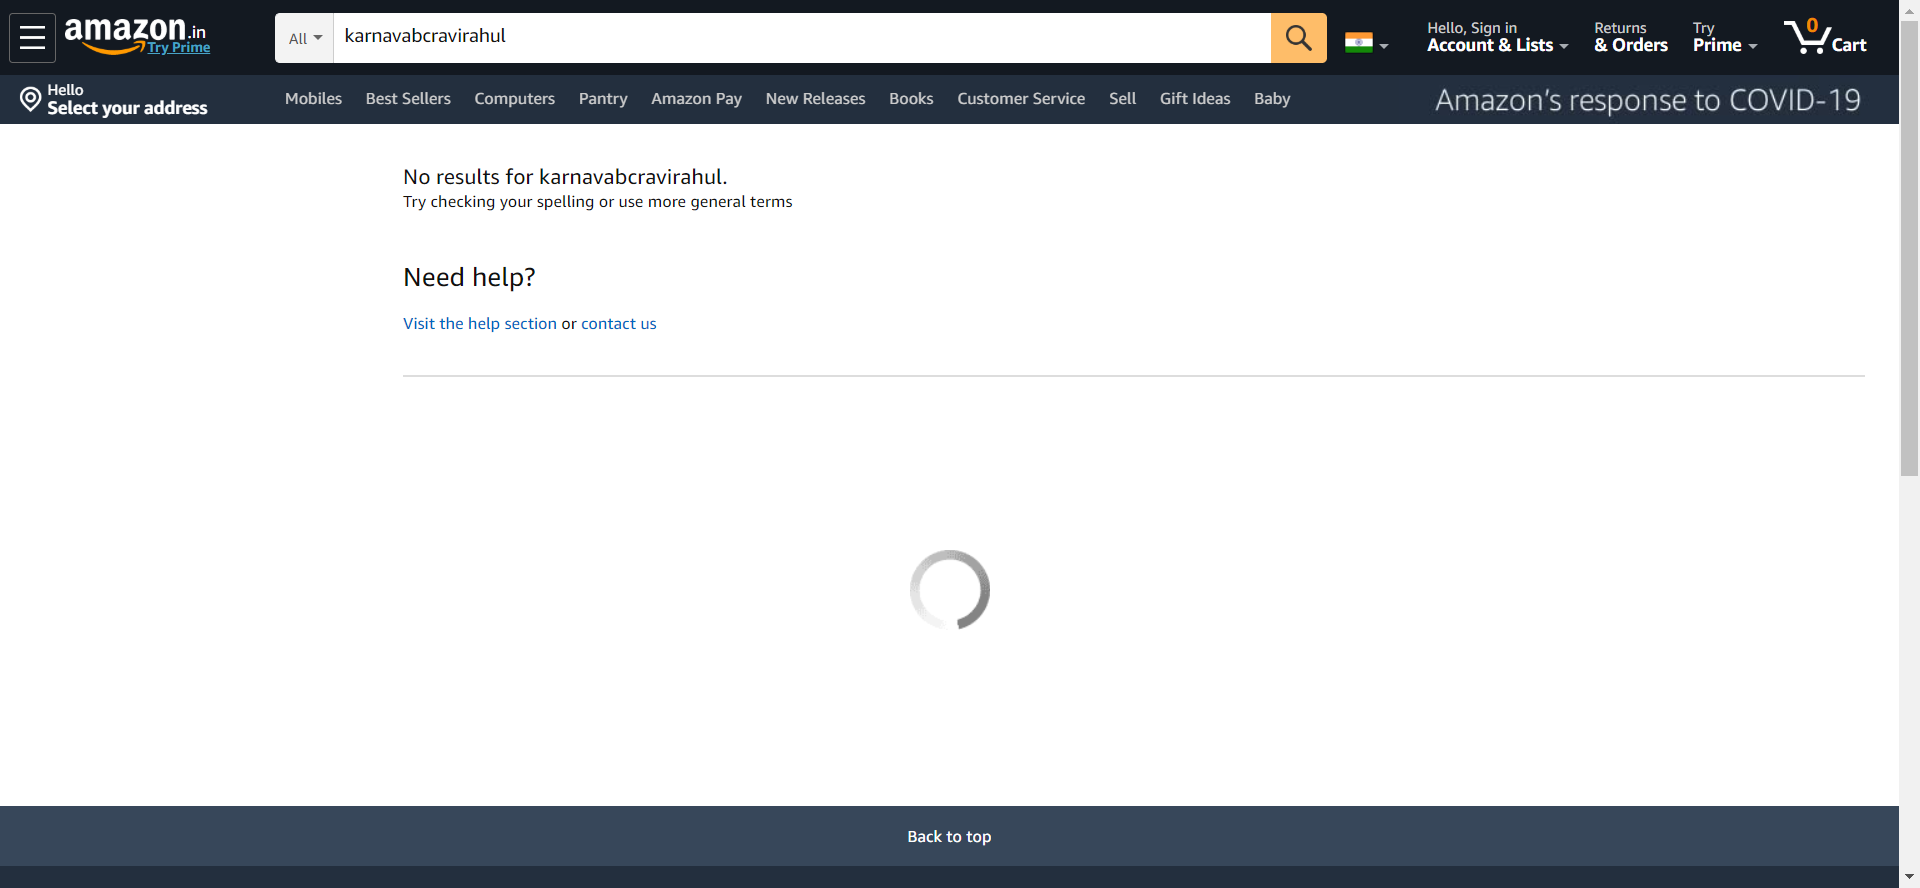 amazon.in
Try Prime
All
karnavabcravirahul
Hello, Sign in
Account & Lists
Returns
& Orders
Try
Prime
0
Cart
Hello
Select your address
Mobiles Best Sellers Computers Pantry Amazon Pay New Releases Books Customer Service Sell Gift Ideas Baby
Amazon's response to COVID-19
No results for karnavabcravirahul.
Try checking your spelling or use more general terms
Need help?
Visit the help section or contact us
Back to top